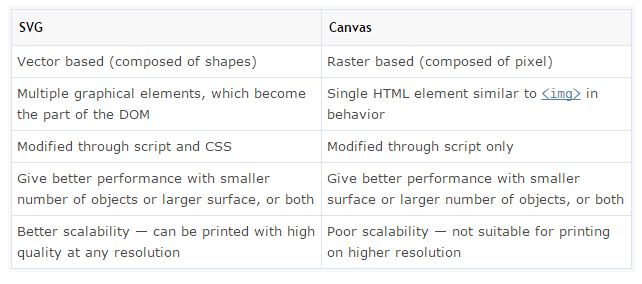 SVG
Canvas
Vector based (composed of shapes)
Raster based (composed of pixel)
Multiple graphical elements, which become
the part of the DOM
Single HTML element similar to <img> in
behavior
Modified through script and CSS
Modified through script only
Give better performance with smaller
number of objects or larger surface, or both
Give better performance with smaller
surface or larger number of objects, or both
Better scalability — can be printed with high
quality at any resolution
Poor scalability — not suitable for printing
on higher resolution